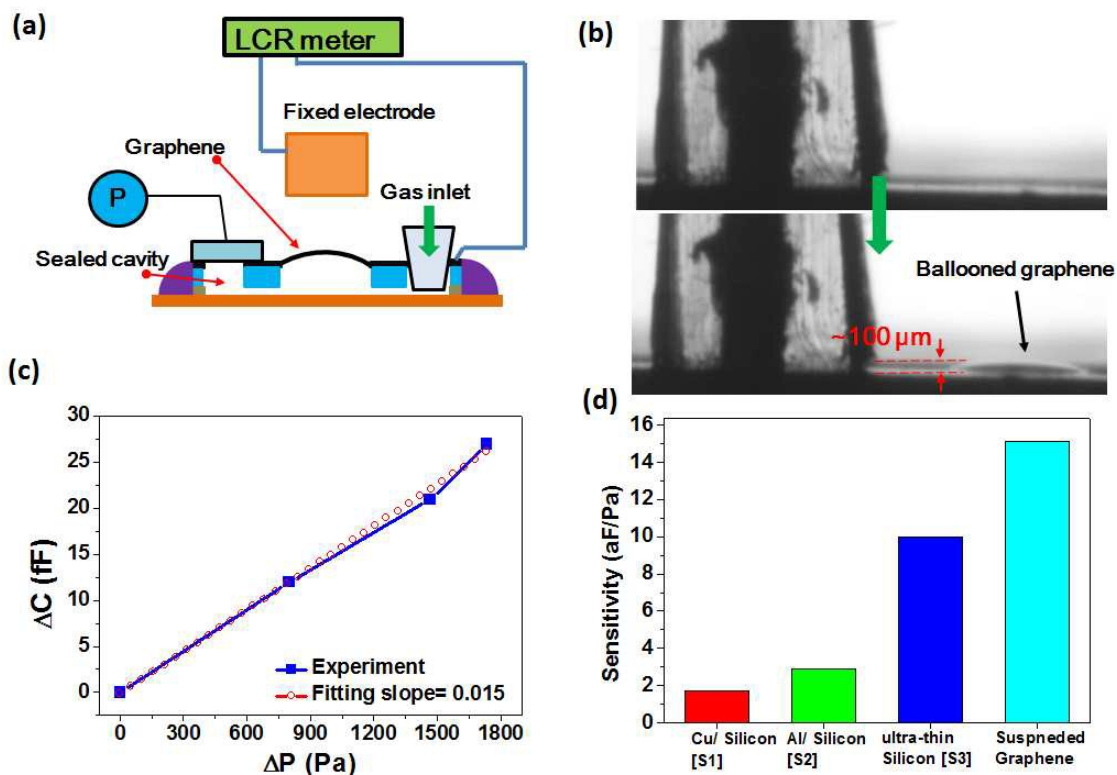 (a)
LCR meter
Fixed electrode
Graphene
Gas inlet
P
Sealed cavity
(b)
Ballooned graphene
~100 µm
(c)
30
25
20
15
10
5
0
ΔC (fF)
Experiment
Fitting slope= 0.015
0 300 600 900 1200 1500 1800
ΔP (Pa)
(d)
16
14
12
10
8
6
4
2
0
Sensitivity (aF/Pa)
Cu/ Silicon
[S1]
Al/ Silicon
[S2]
ultra-thin
Silicon [S3]
Suspneded
Graphene